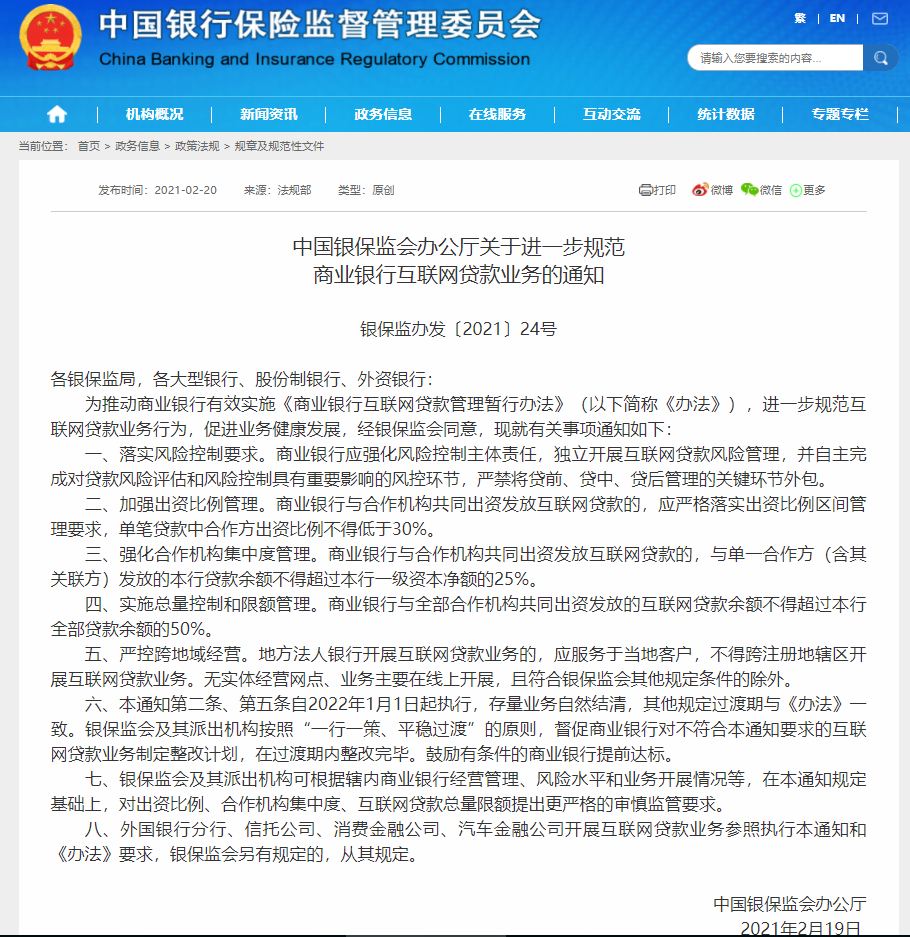 中国银行保险监督管理委员会
China Banking and Insurance Regulatory Commission
繁 | EN |
请输入您要搜索的内容...
机构概况 | 新闻资讯 | 政务信息 | 在线服务 | 互动交流 | 统计数据 | 专题专栏
当前位置: 首页 > 政务信息 > 政策法规 > 规章及规范性文件
发布时间: 2021-02-20 来源: 法规部 类型: 原创 打印 微博 微信 更多
中国银保监会办公厅关于进一步规范
商业银行互联网贷款业务的通知
银保监办发〔2021〕24号
各银保监局，各大型银行、股份制银行、外资银行：
为推动商业银行有效实施《商业银行互联网贷款管理暂行办法》（以下简称《办法》），进一步规范互
联网贷款业务行为，促进业务健康发展，经银保监会同意，现就有关事项通知如下：
一、落实风险控制要求。商业银行应强化风险控制主体责任，独立开展互联网贷款风险管理，并自主完
成对贷款风险评估和风险控制具有重要影响的风控环节，严禁将贷前、贷中、贷后管理的关键环节外包。
二、加强出资比例管理。商业银行与合作机构共同出资发放互联网贷款的，应严格落实出资比例区间管
理要求，单笔贷款中合作方出资比例不得低于30%。
三、强化合作机构集中度管理。商业银行与合作机构共同出资发放互联网贷款的，与单一合作方（含其
关联方）发放的本行贷款余额不得超过本行一级资本净额的25%。
四、实施总量控制和限额管理。商业银行与全部合作机构共同出资发放的互联网贷款余额不得超过本行
全部贷款余额的50%。
五、严控跨地域经营。地方法人银行开展互联网贷款业务的，应服务于当地客户，不得跨注册地辖区开
展互联网贷款业务。无实体经营网点、业务主要在线上开展，且符合银保监会其他规定条件的除外。
六、本通知第二条、第五条自2022年1月1日起执行，存量业务自然结清，其他规定过渡期与《办法》一
致。银保监会及其派出机构按照“一行一策、平稳过渡”的原则，督促商业银行对不符合本通知要求的互联
网贷款业务制定整改计划，在过渡期内整改完毕。鼓励有条件的商业银行提前达标。
七、银保监会及其派出机构可根据辖内商业银行经营管理、风险水平和业务开展情况等，在本通知规定
基础上，对出资比例、合作机构集中度、互联网贷款总量限额提出更严格的审慎监管要求。
八、外国银行分行、信托公司、消费金融公司、汽车金融公司开展互联网贷款业务参照执行本通知和
《办法》要求，银保监会另有规定的，从其规定。
中国银保监会办公厅
2021年2月19日